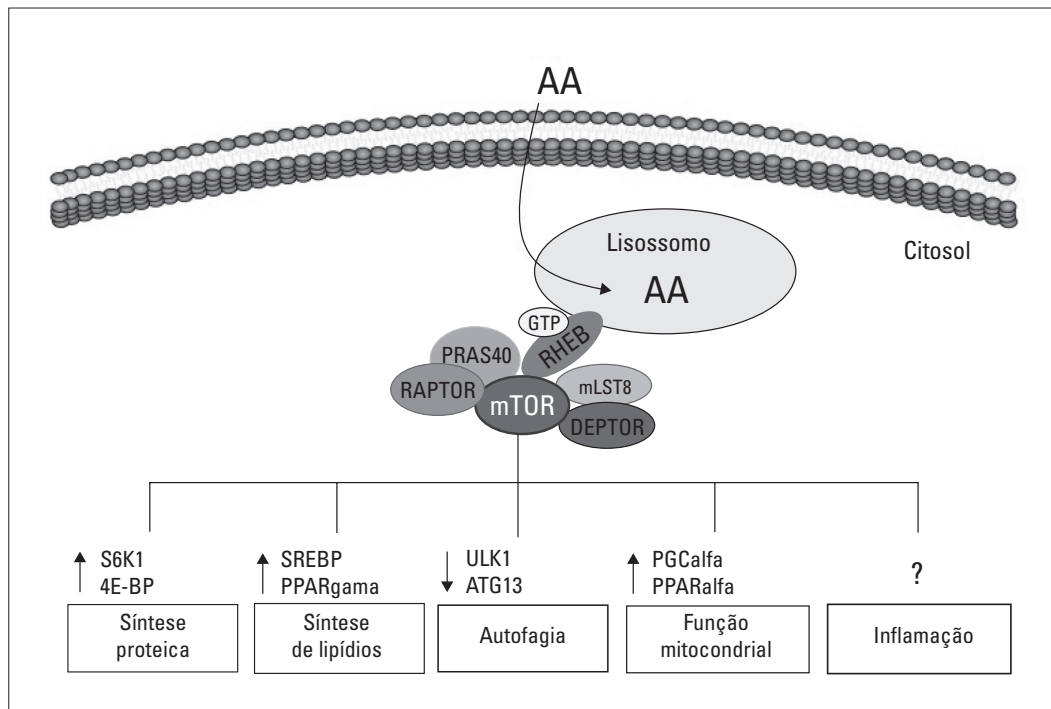 AA
Lisossomo
Citosol
AA
GTP
RHEB
PRAS40
RAPTOR
mTOR
mLST8
DEPTOR
S6K1
4E-BP
Síntese
proteica
SREBP
PPARgama
Síntese
de lipídios
ULK1
ATG13
Autofagia
PGCalfa
PPARalfa
Função
mitocondrial
?
Inflamação